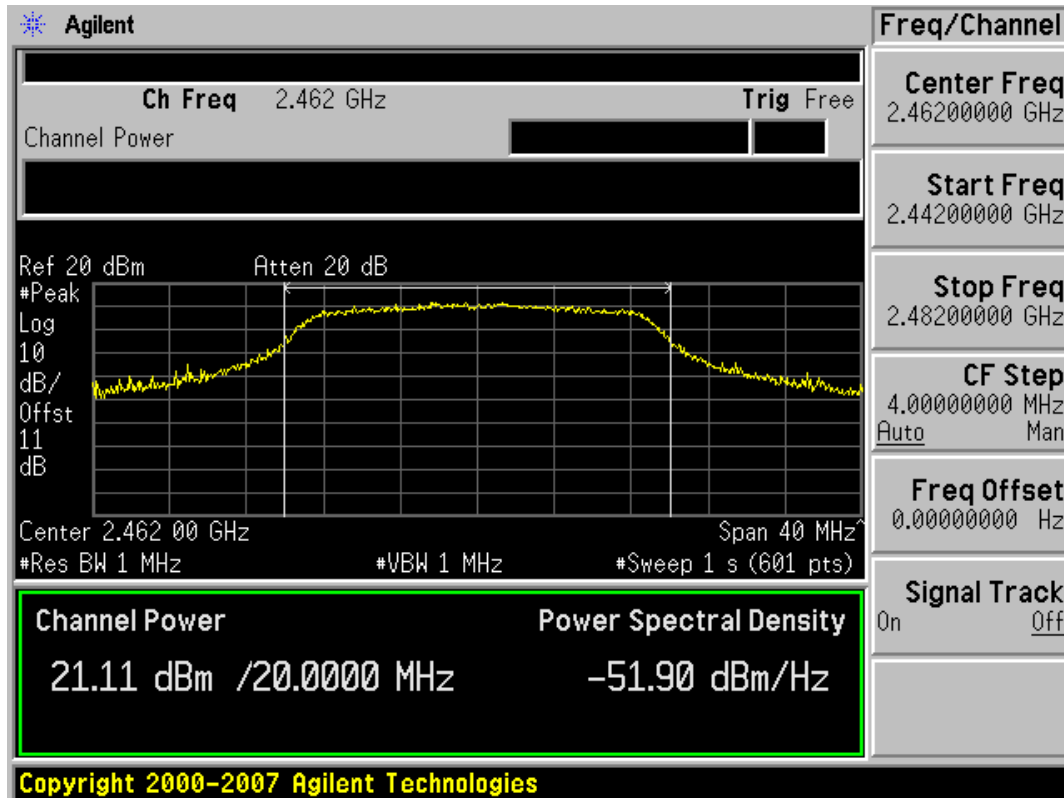 Agilent
Freq/Channel
Ch Freq 2.462 GHz Trig Free
Channel Power
Center Freq
2.46200000 GHz
Start Freq
2.44200000 GHz
Stop Freq
2.48200000 GHz
CF Step
4.00000000 MHz
Auto Man
Freq Offset
0.00000000 Hz
Signal Track
On Off
Ref 20 dBm Atten 20 dB
#Peak
Log
10
dB/
Offst
11
dB
Center 2.462 00 GHz Span 40 MHz^
#Res BW 1 MHz #VBW 1 MHz #Sweep 1 s (601 pts)
Channel Power Power Spectral Density
21.11 dBm /20.0000 MHz -51.90 dBm/Hz
Copyright 2000-2007 Agilent Technologies